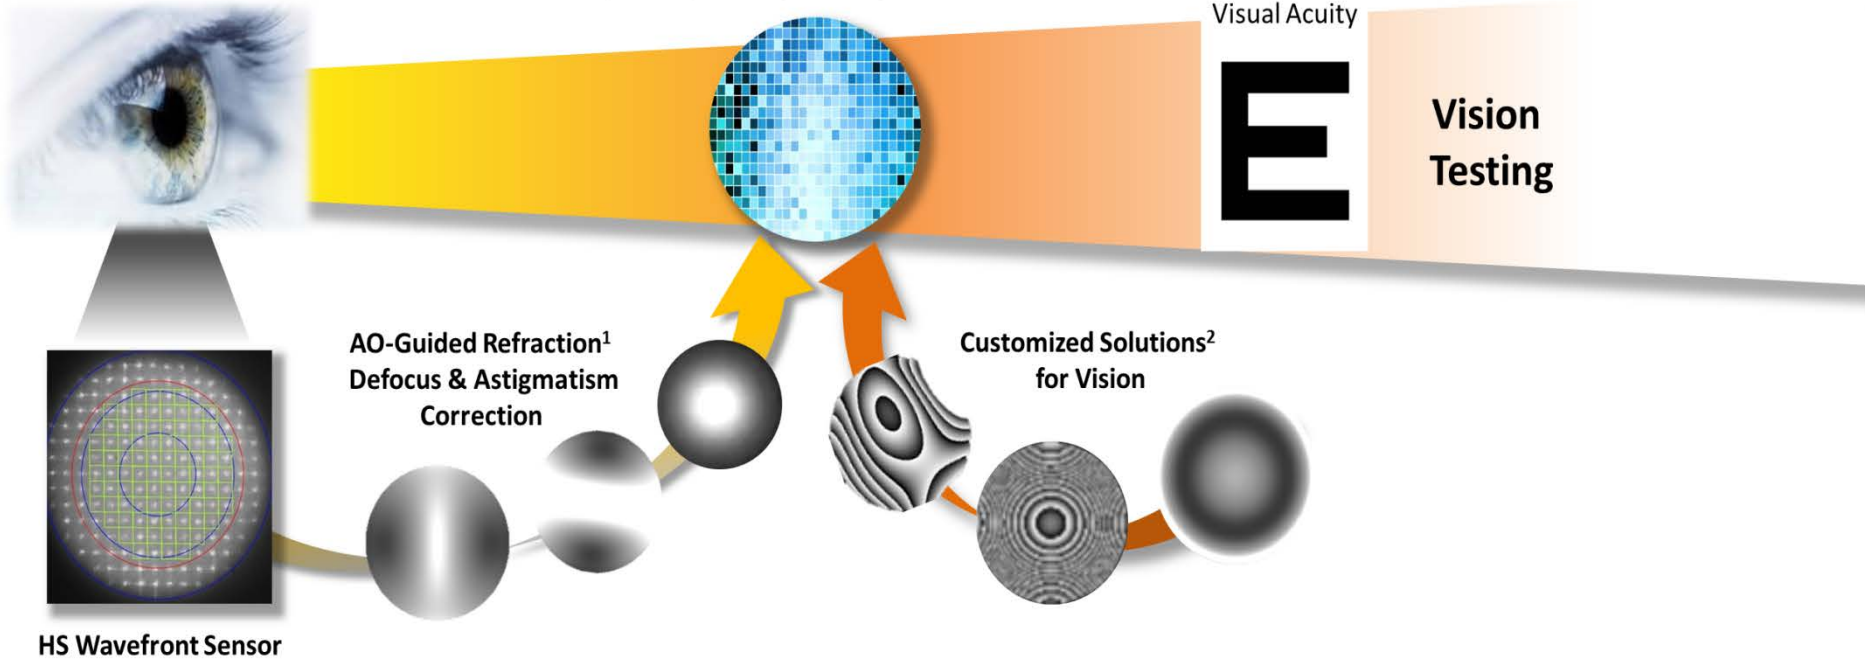 Visual Acuity
E
Vision
Testing
AO-Guided Refraction¹
Defocus & Astigmatism
Correction
Customized Solutions²
for Vision
HS Wavefront Sensor